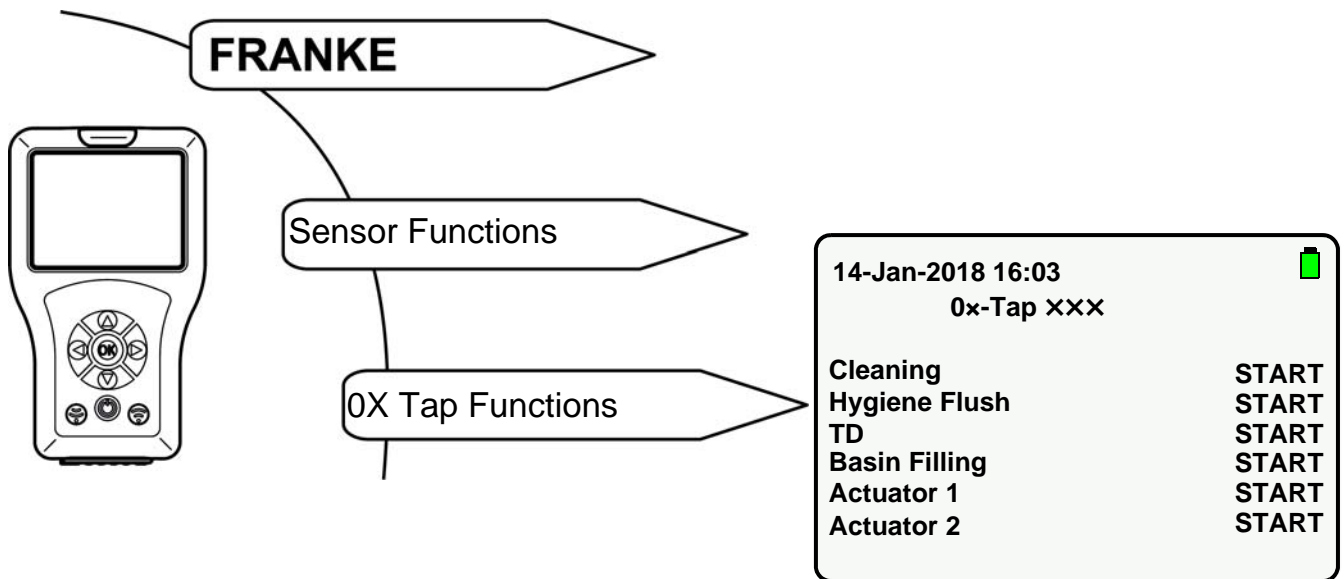 FRANKE
Sensor Functions
0X Tap Functions
14-Jan-2018 16:03
0×-Tap ×××
Cleaning START
Hygiene Flush START
TD START
Basin Filling START
Actuator 1 START
Actuator 2 START
OK